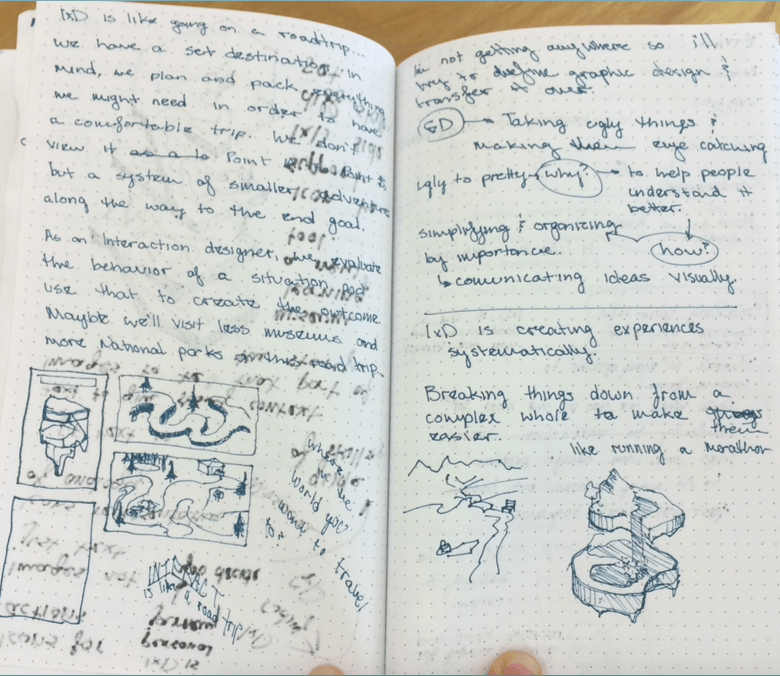 IxD is like going on a roadtrip...
we have a set destination in
mind, we plan and pack everything
we might need in order to have
a comfortable trip. We don't
view it as a to Point Point
but a system of smaller adventures
along the way to the end goal.
As an Interaction designer, we evaluate
the behavior of a situation and
use that to create the outcome
Maybe we'll visit less museums and
more National parks on this road trip.
where in the
world do you
want to travel
to?
INTERACT
is like
a road trip
I'm not getting anywhere so ill
try to define graphic design &
transfer it over.
GD → Taking ugly things &
making them eye catching
ugly to pretty → why? → to help people
understand it
better.
simplifying & organizing
by importance. how?
↳ comunicating ideas visually.
IxD is creating experiences
systematically.
Breaking things down from a
complex whole to make things
them
easier.
like running a marathon